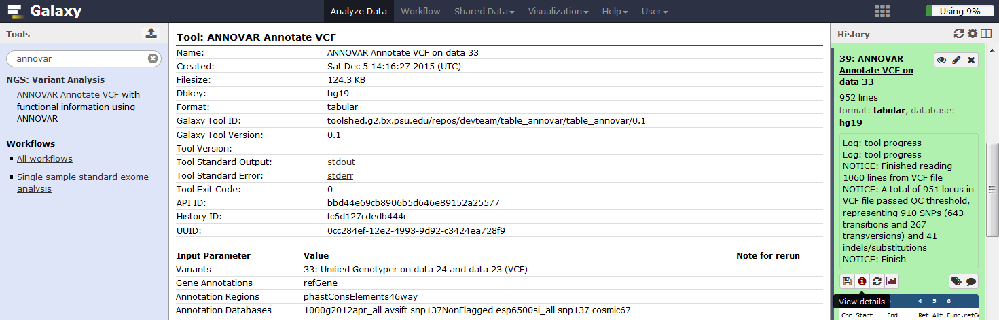 Galaxy
Analyze Data Workflow Shared Data Visualization Help User
Using 9%
Tools
annovar
NGS: Variant Analysis
ANNOVAR Annotate VCF with
functional information using
ANNOVAR
Workflows
All workflows
Single sample standard exome
analysis
Tool: ANNOVAR Annotate VCF
Name: ANNOVAR Annotate VCF on data 33
Created: Sat Dec 5 14:16:27 2015 (UTC)
Filesize: 124.3 KB
Dbkey: hg19
Format: tabular
Galaxy Tool ID: toolshed.g2.bx.psu.edu/repos/devteam/table_annovar/table_annovar/0.1
Galaxy Tool Version: 0.1
Tool Version:
Tool Standard Output: stdout
Tool Standard Error: stderr
Tool Exit Code: 0
API ID: bbd44e69cb8906b5d646e89152a25577
History ID: fc6d127cdedb444c
UUID: 0cc284ef-12e2-4993-9d92-c3424ea728f9
Input Parameter Value Note for rerun
Variants 33: Unified Genotyper on data 24 and data 23 (VCF)
Gene Annotations refGene
Annotation Regions phastConsElements46way
Annotation Databases 1000g2012apr_all avsift snp137NonFlagged esp6500si_all snp137 cosmic67
History
39: ANNOVAR
Annotate VCF on
data 33
952 lines
format: tabular, database:
hg19
Log: tool progress
Log: tool progress
NOTICE: Finished reading
1060 lines from VCF file
NOTICE: A total of 951 locus in
VCF file passed QC threshold,
representing 910 SNPs (643
transitions and 267
transversions) and 41
indels/substitutions
NOTICE: Finish
View details
4 5 6
Chr Start End Ref Alt Func.refG